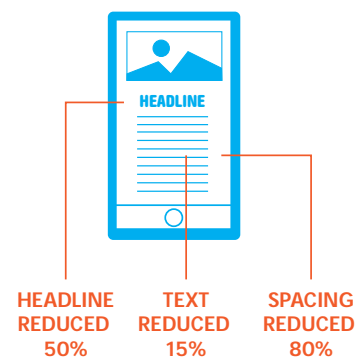 HEADLINE
HEADLINE
REDUCED
50%
TEXT
REDUCED
15%
SPACING
REDUCED
80%